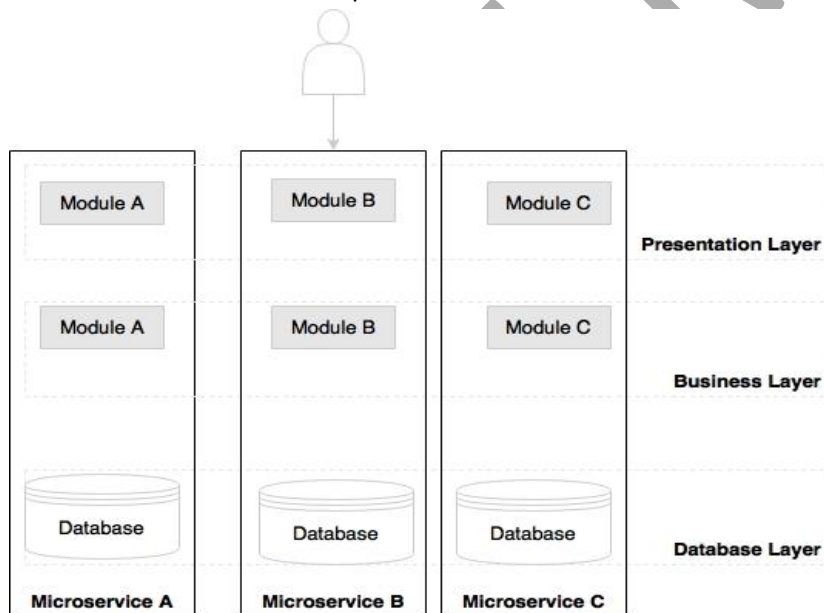 Module A
Module B
Module C
Presentation Layer
Module A
Module B
Module C
Business Layer
Database
Database
Database
Database Layer
Microservice A
Microservice B
Microservice C